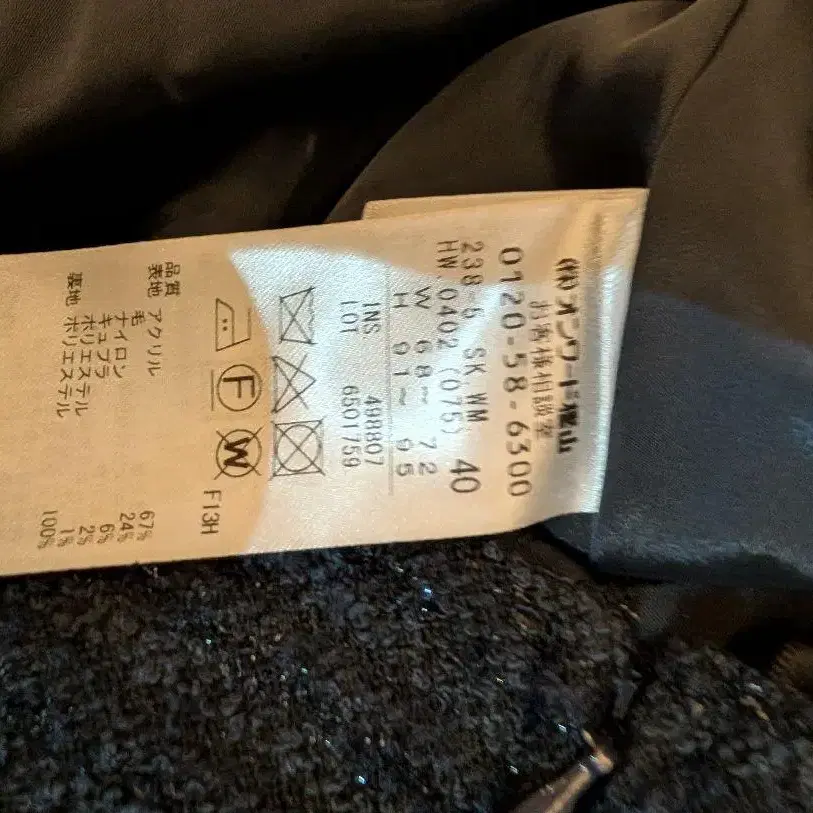 ㈱オンワード樫山
お客様相談室
0120-58-6300
238-5 SK.WM 40
HW 0402 (075)
W 68~ 72
H 91~ 95
INS 498807
LOT 6501759
F
W
F13H
品質
表地 アクリル 67%
毛 24%
ナイロン 6%
キュプラ 2%
ポリエステル 1%
裏地 ポリエステル 100%